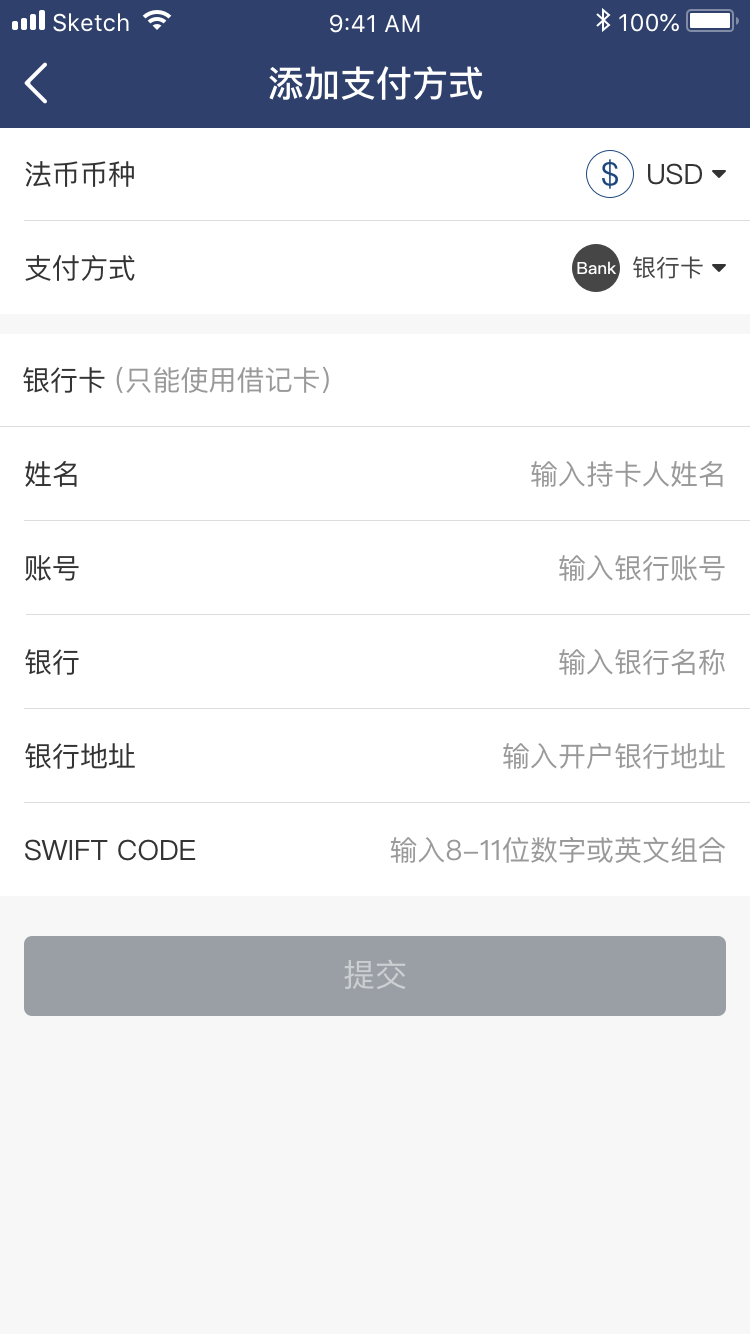 Sketch 9:41 AM 100%
添加支付方式
法币币种 $ USD
支付方式 Bank 银行卡
银行卡 (只能使用借记卡)
姓名 输入持卡人姓名
账号 输入银行账号
银行 输入银行名称
银行地址 输入开户银行地址
SWIFT CODE 输入8–11位数字或英文组合
提交